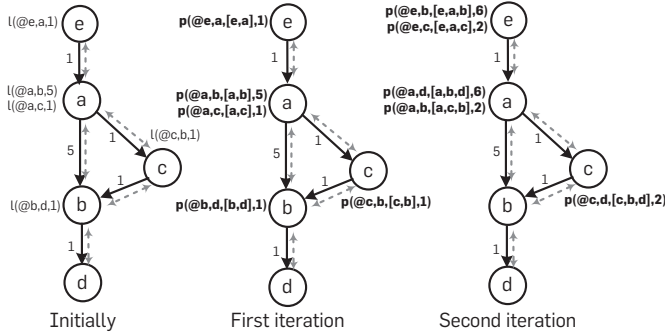 l(@e,a,1)
e
1
l(@a,b,5)
l(@a,c,1)
a
l(@c,b,1)
1
5
c
1
l(@b,d,1)
b
1
d
Initially
p(@e,a,[e,a],1)
e
1
p(@a,b,[a,b],5)
p(@a,c,[a,c],1)
a
1
5
c
1
p(@b,d,[b,d],1)
b
p(@c,b,[c,b],1)
1
d
First iteration
p(@e,b,[e,a,b],6)
p(@e,c,[e,a,c],2)
e
1
p(@a,d,[a,b,d],6)
p(@a,b,[a,c,b],2)
a
1
5
c
1
b
p(@c,d,[c,b,d],2)
1
d
Second iteration